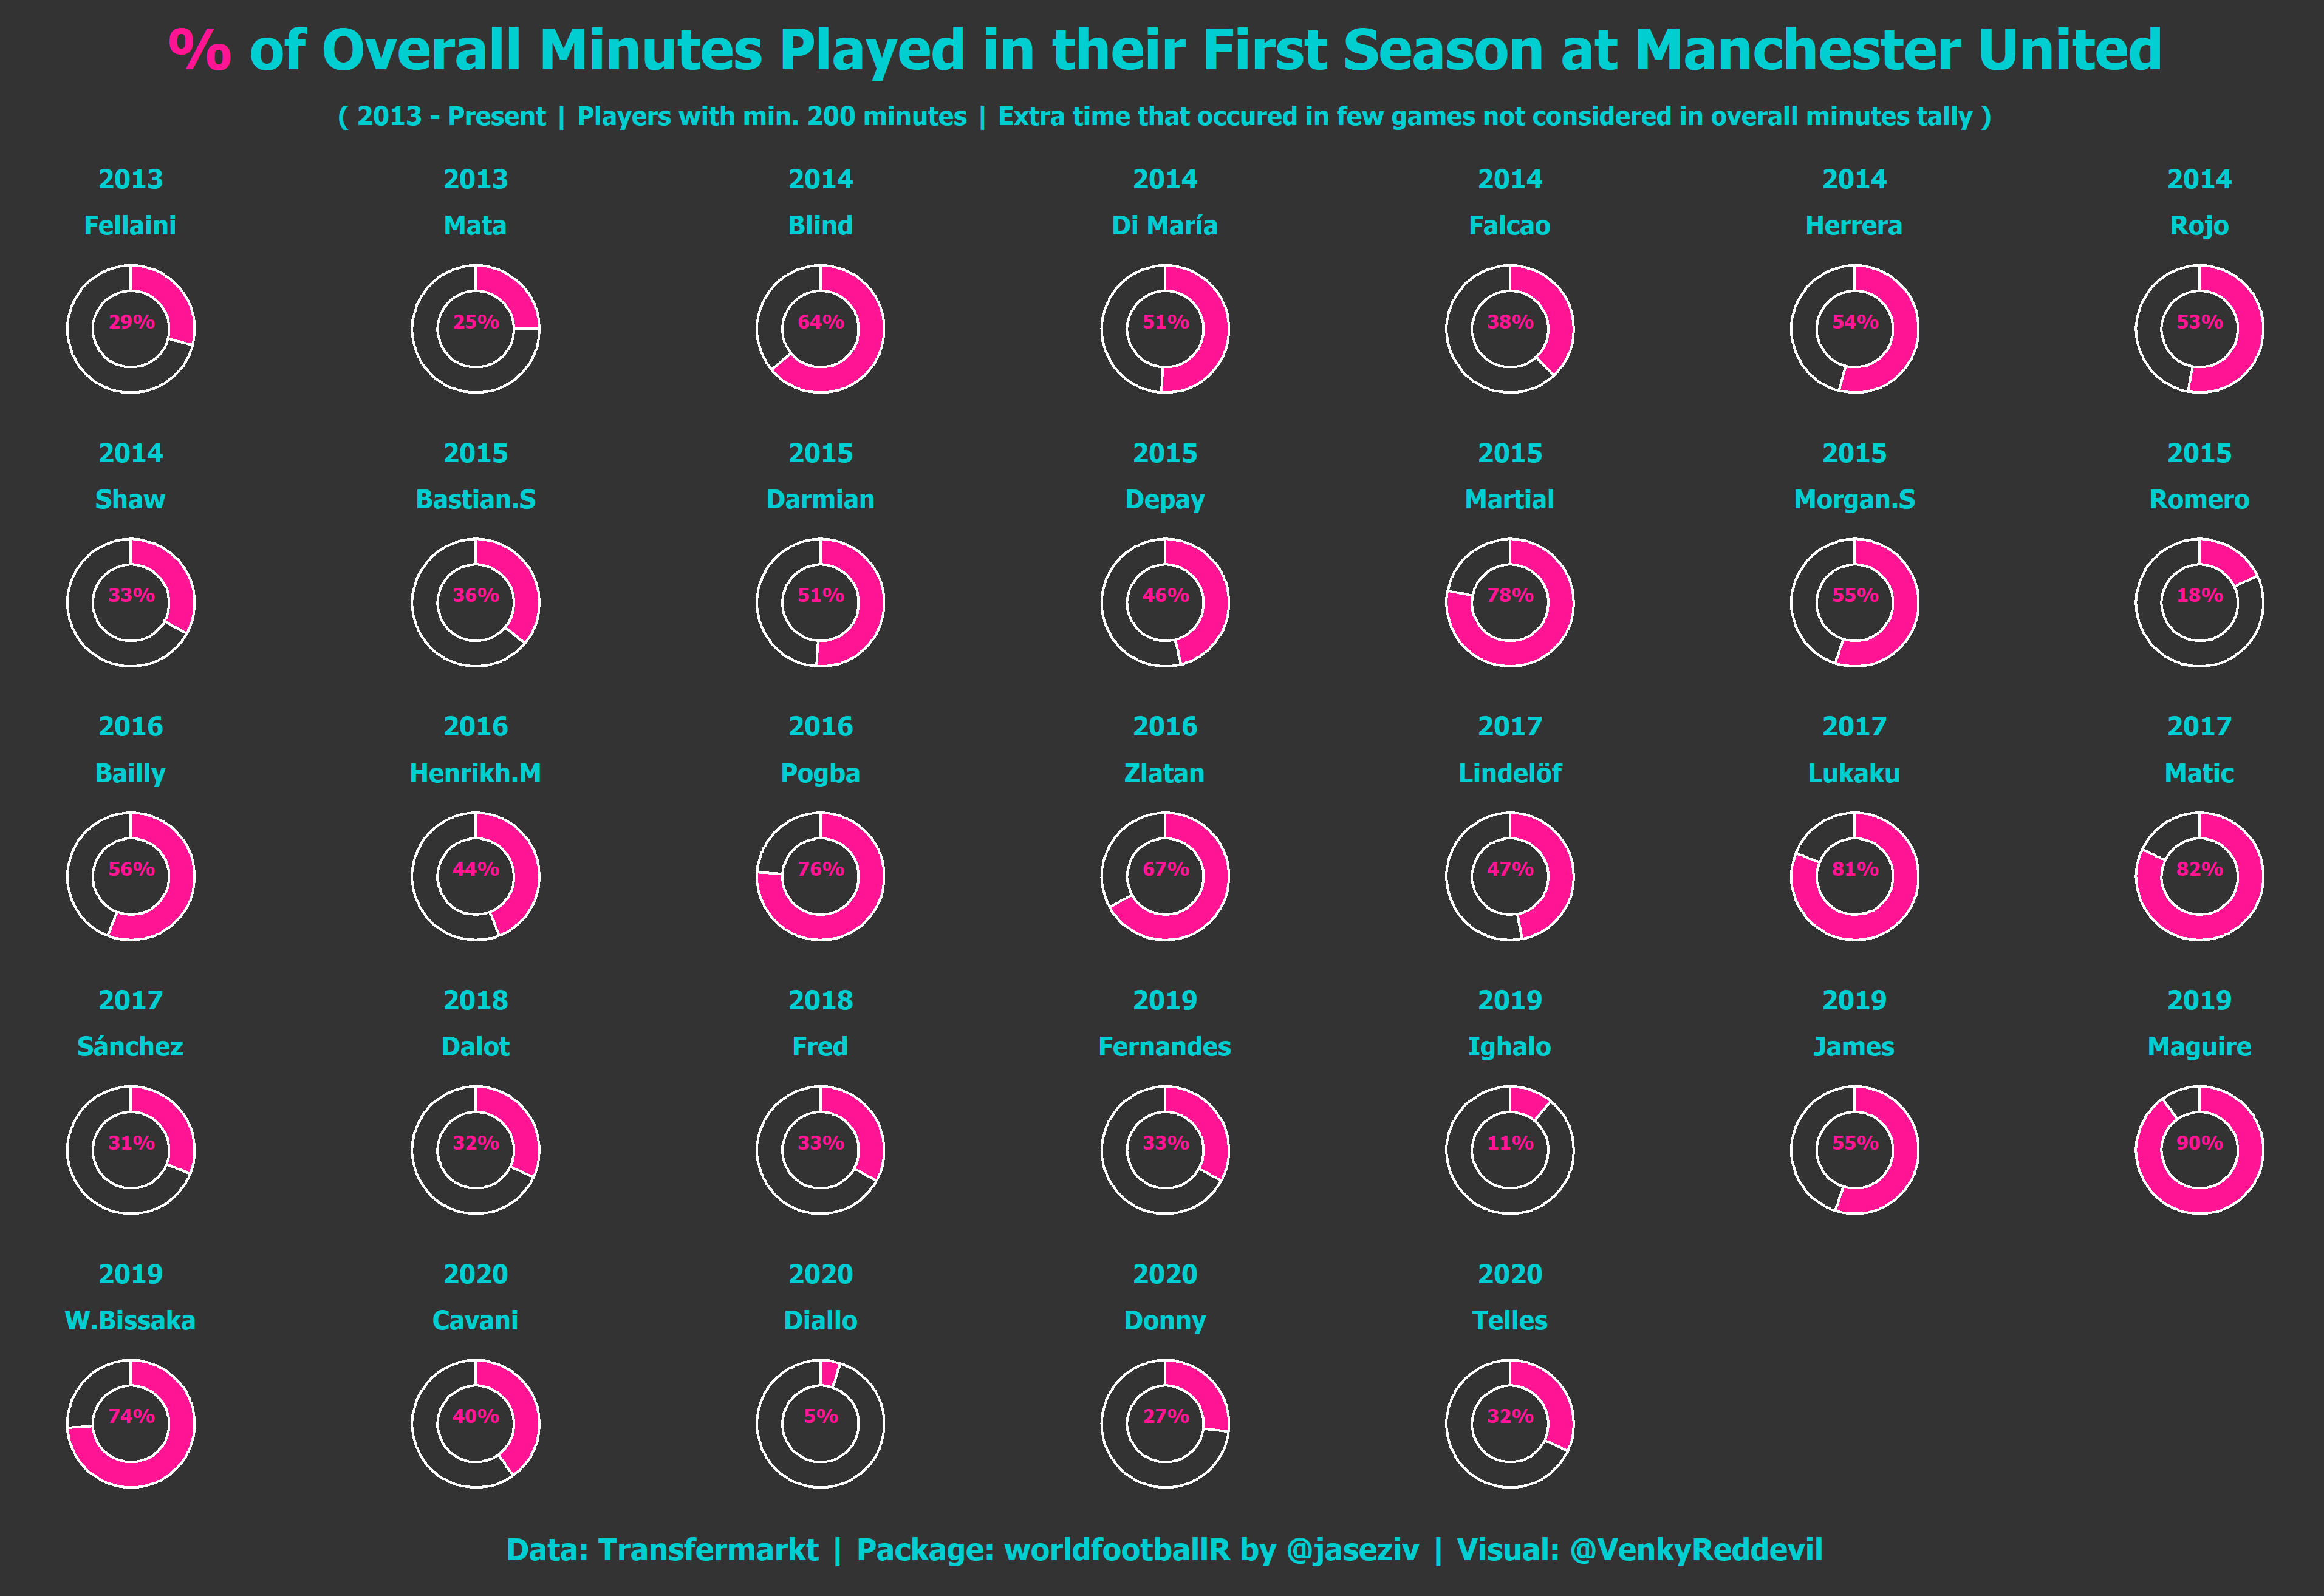 % of Overall Minutes Played in their First Season at Manchester United
( 2013 - Present | Players with min. 200 minutes | Extra time that occured in few games not considered in overall minutes tally )
2013 2013 2014 2014 2014 2014 2014
Fellaini Mata Blind Di María Falcao Herrera Rojo
29% 25% 64% 51% 38% 54% 53%
2014 2015 2015 2015 2015 2015 2015
Shaw Bastian.S Darmian Depay Martial Morgan.S Romero
33% 36% 51% 46% 78% 55% 18%
2016 2016 2016 2016 2017 2017 2017
Bailly Henrikh.M Pogba Zlatan Lindelöf Lukaku Matic
56% 44% 76% 67% 47% 81% 82%
2017 2018 2018 2019 2019 2019 2019
Sánchez Dalot Fred Fernandes Ighalo James Maguire
31% 32% 33% 33% 11% 55% 90%
2019 2020 2020 2020 2020
W.Bissaka Cavani Diallo Donny Telles
74% 40% 5% 27% 32%
Data: Transfermarkt | Package: worldfootballR by @jaseziv | Visual: @VenkyReddevil